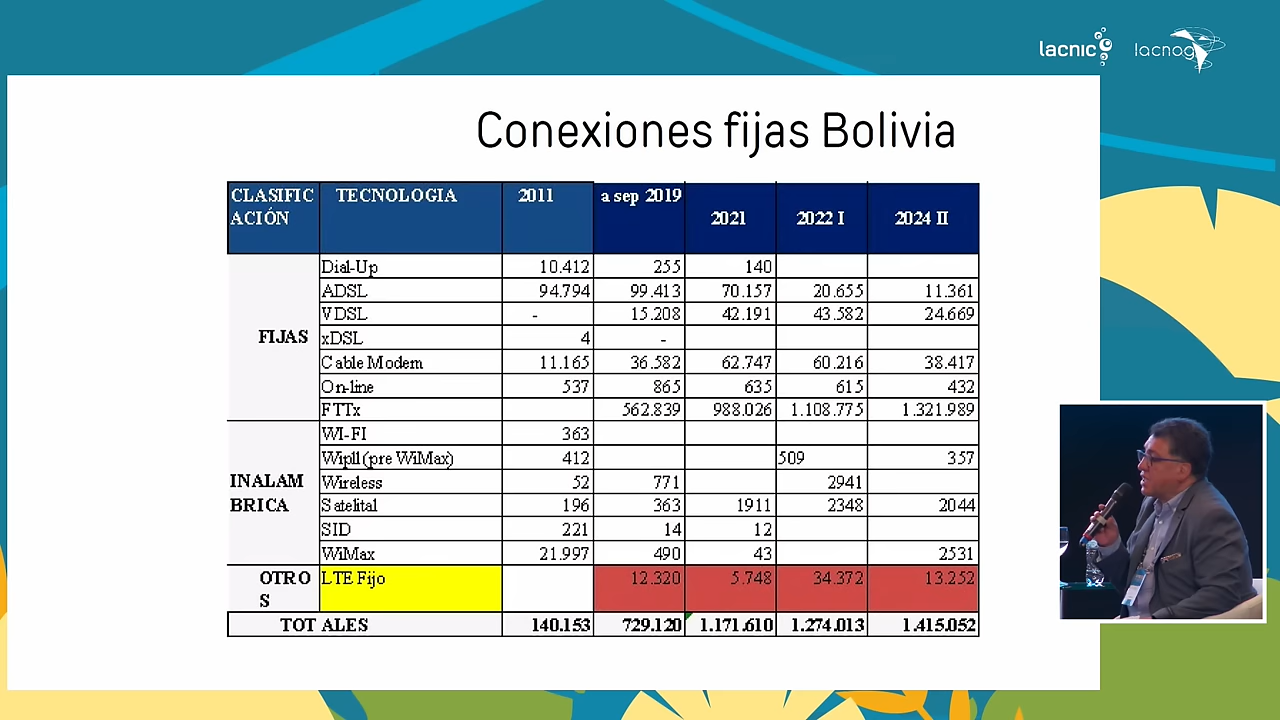 lacnic lacnog
Conexiones fijas Bolivia
CLASIFIC TECNOLOGIA 2011 a sep 2019
ACIÓN 2021 2022 I 2024 II
Dial-Up 10.412 255 140
ADSL 94.794 99.413 70.157 20.655 11.361
VDSL - 15.208 42.191 43.582 24.669
FIJAS xDSL 4 -
Cable Modem 11.165 36.582 62.747 60.216 38.417
On-line 537 865 635 615 432
FTTx 562.839 988.026 1.108.775 1.321.989
WI-FI 363
Wipll(pre WiMax) 412 509 357
INALAM Wireless 52 771 2941
BRICA Satelital 196 363 1911 2348 2044
SID 221 14 12
WiMax 21.997 490 43 2531
OTRO LTE Fijo 12.320 5.748 34.372 13.252
S
TOTALES 140.153 729.120 1.171.610 1.274.013 1.415.052